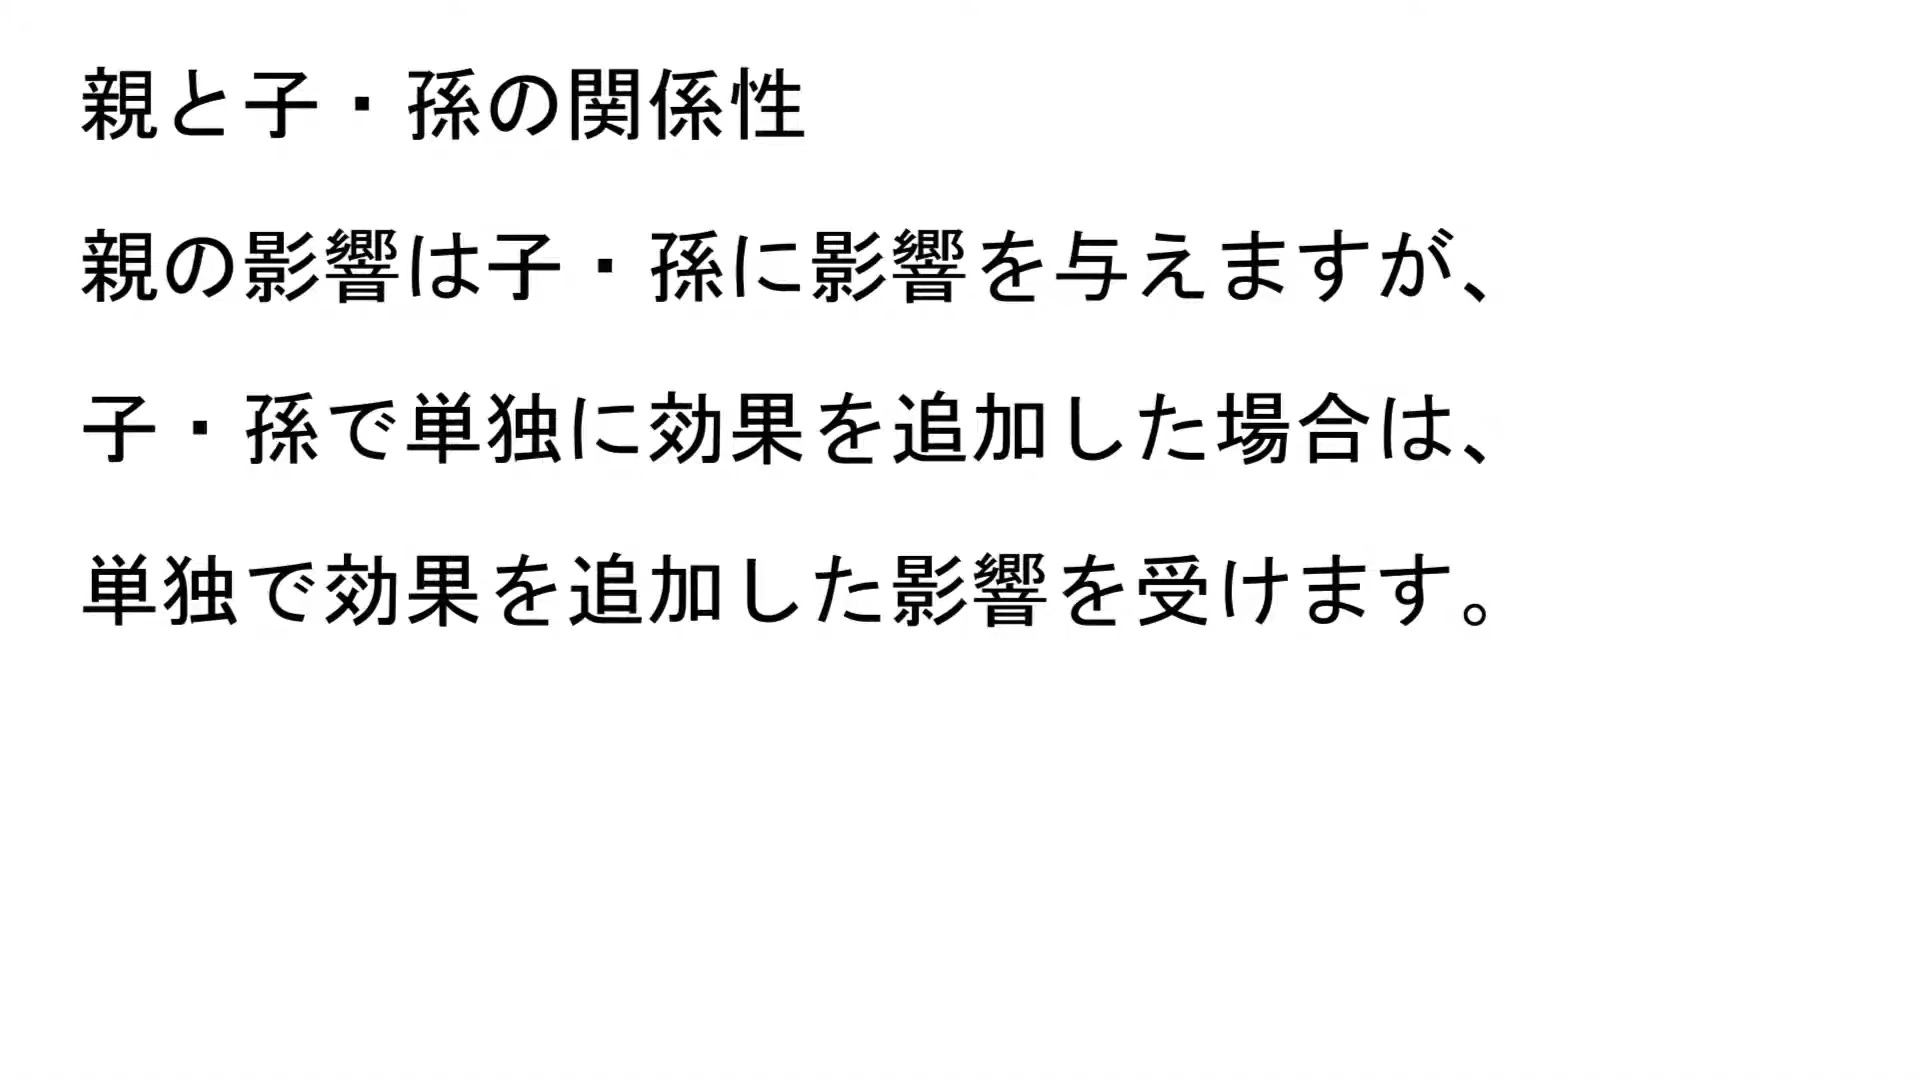 親と子・孫の関係性
親の影響は子・孫に影響を与えますが、
子・孫で単独に効果を追加した場合は、
単独で効果を追加した影響を受けます。